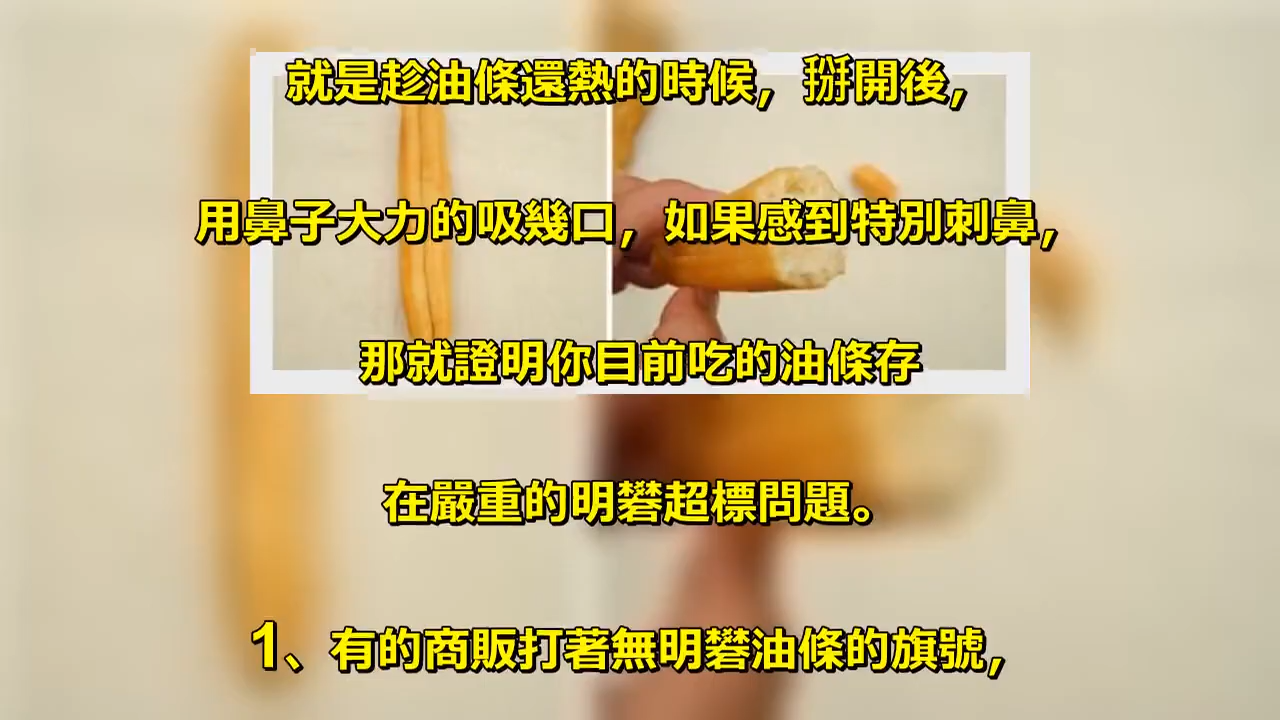 就是趁油條還熱的時候，掰開後，
用鼻子大力的吸幾口，如果感到特別刺鼻，
那就證明你目前吃的油條存
在嚴重的明礬超標問題。
1、有的商販打著無明礬油條的旗號，